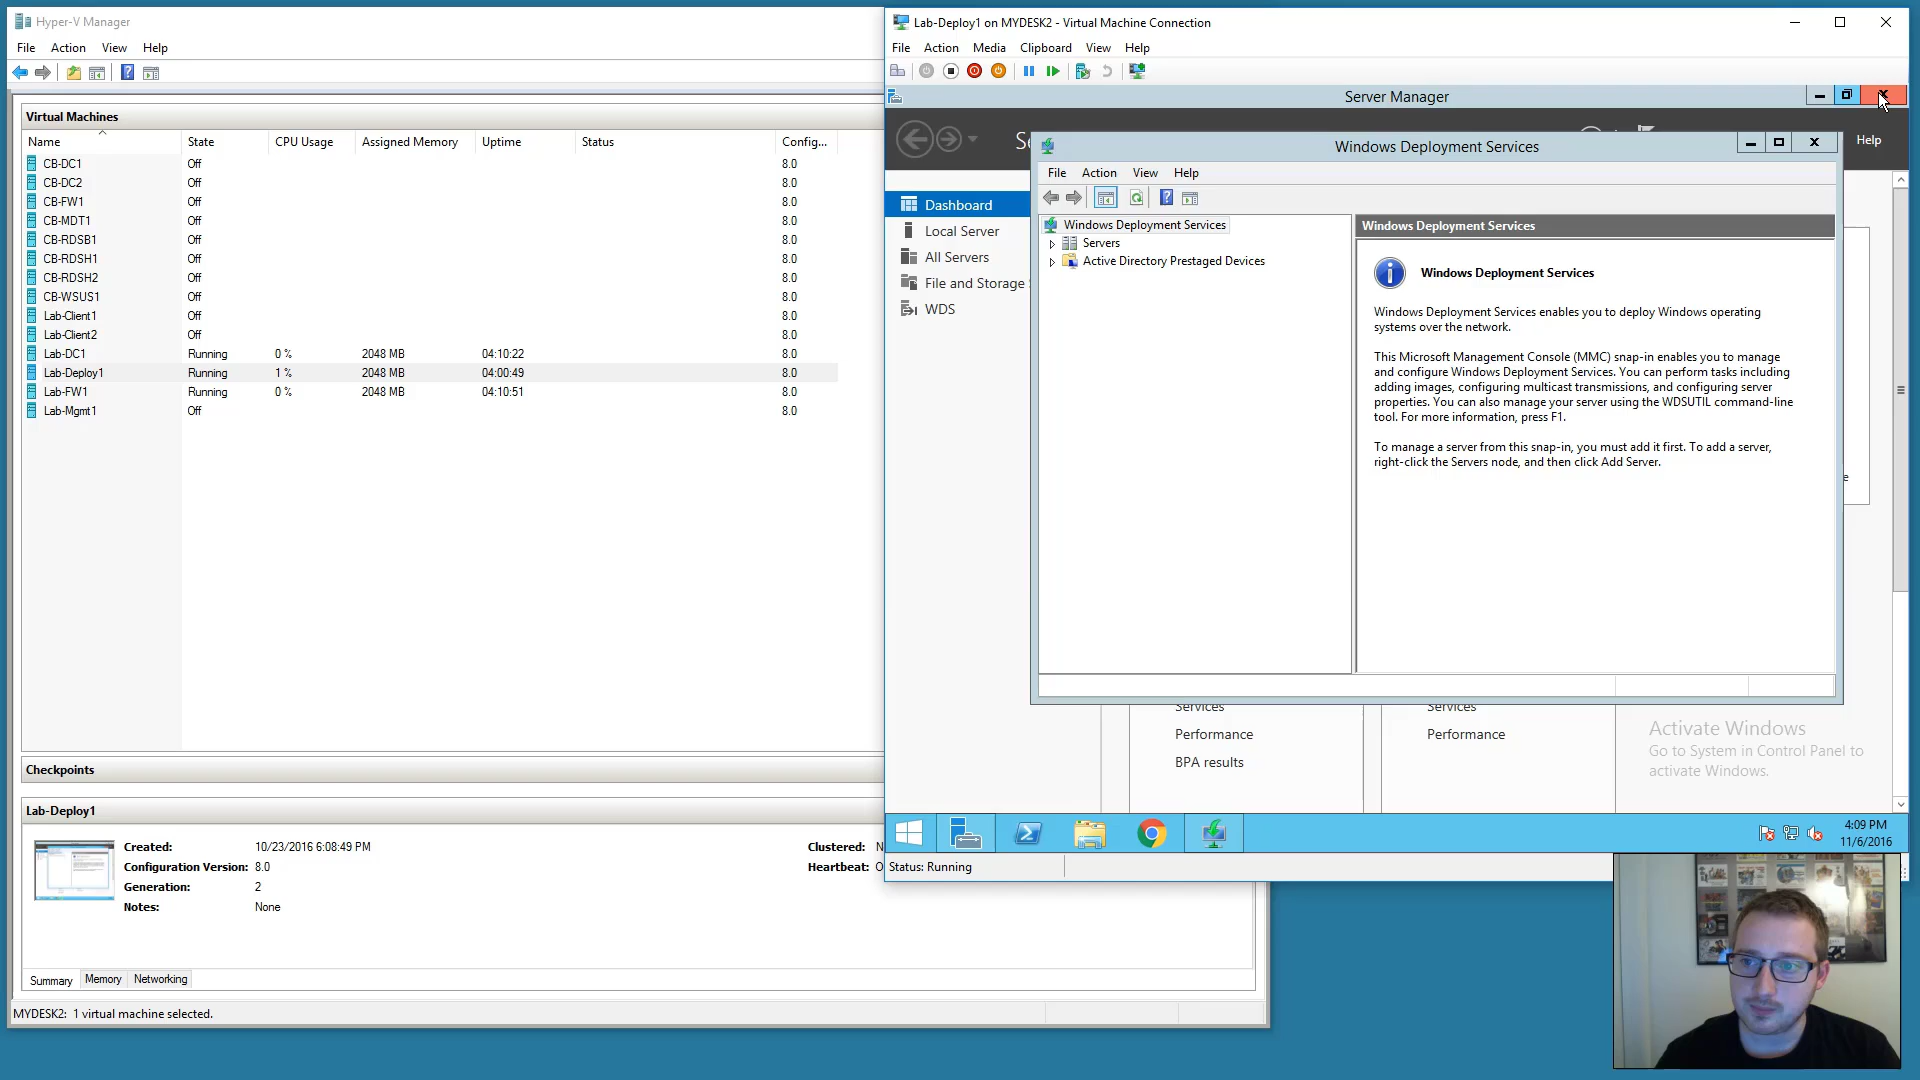 Hyper-V Manager
File Action View Help
Virtual Machines
Name State CPU Usage Assigned Memory Uptime Status Config...
CB-DC1 Off 8.0
CB-DC2 Off 8.0
CB-FW1 Off 8.0
CB-MDT1 Off 8.0
CB-RDSB1 Off 8.0
CB-RDSH1 Off 8.0
CB-RDSH2 Off 8.0
CB-WSUS1 Off 8.0
Lab-Client1 Off 8.0
Lab-Client2 Off 8.0
Lab-DC1 Running 0 % 2048 MB 04:10:22 8.0
Lab-Deploy1 Running 1 % 2048 MB 04:00:49 8.0
Lab-FW1 Running 0 % 2048 MB 04:10:51 8.0
Lab-Mgmt1 Off 8.0
Checkpoints
Lab-Deploy1
Created: 10/23/2016 6:08:49 PM Clustered: N
Configuration Version: 8.0 Heartbeat: O
Generation: 2
Notes: None
Summary Memory Networking
MYDESK2: 1 virtual machine selected.
Lab-Deploy1 on MYDESK2 - Virtual Machine Connection
File Action Media Clipboard View Help
Server Manager
Se
Help
Dashboard
Local Server
All Servers
File and Storage
WDS
Windows Deployment Services
File Action View Help
Windows Deployment Services
Servers
Active Directory Prestaged Devices
Windows Deployment Services
Windows Deployment Services
Windows Deployment Services enables you to deploy Windows operating
systems over the network.
This Microsoft Management Console (MMC) snap-in enables you to manage
and configure Windows Deployment Services. You can perform tasks including
adding images, configuring multicast transmissions, and configuring server
properties. You can also manage your server using the WDSUTIL command-line
tool. For more information, press F1.
To manage a server from this snap-in, you must add it first. To add a server,
right-click the Servers node, and then click Add Server.
e
Services Services
Performance Performance
BPA results
Activate Windows
Go to System in Control Panel to
activate Windows.
4:09 PM
11/6/2016
Status: Running